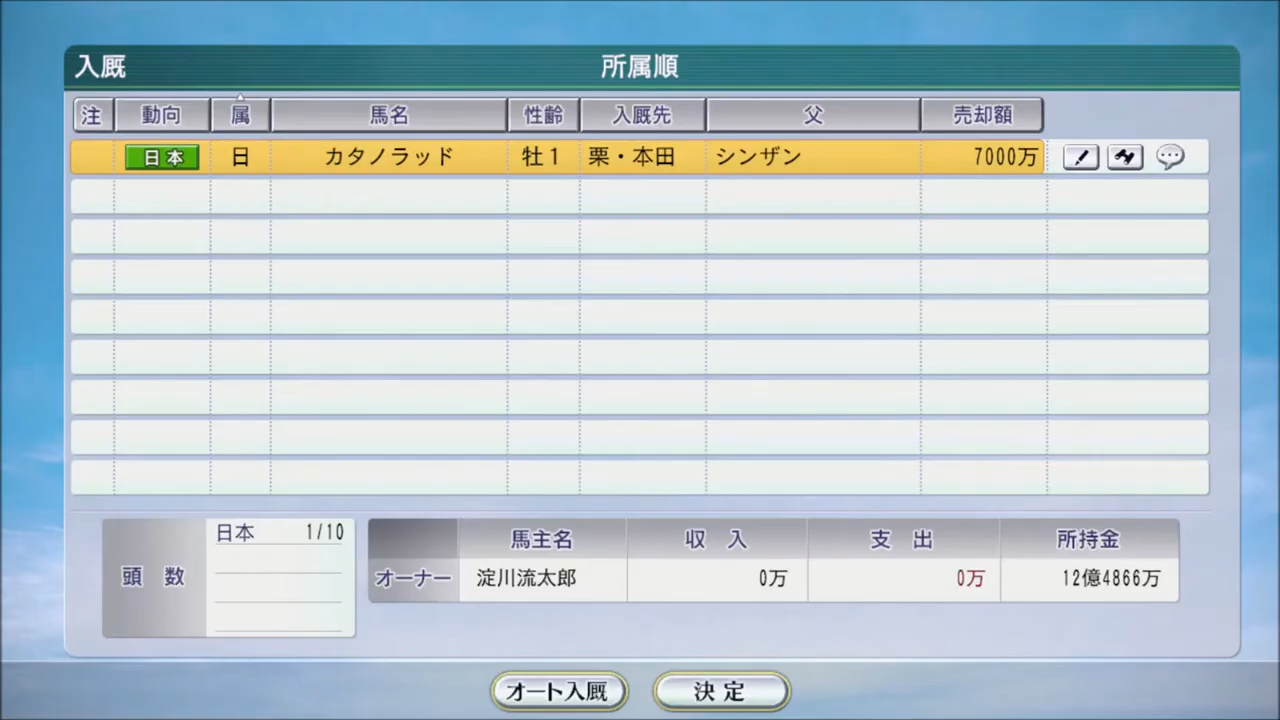 入厩 所属順
注 動向 属 馬名 性齢 入厩先 父 売却額
日本 日 カタノラッド 牡1 栗・本田 シンザン 7000万
頭数 日本 1/10
馬主名 収入 支出 所持金
オーナー 淀川流太郎 0万 0万 12億4866万
オート入厩 決定